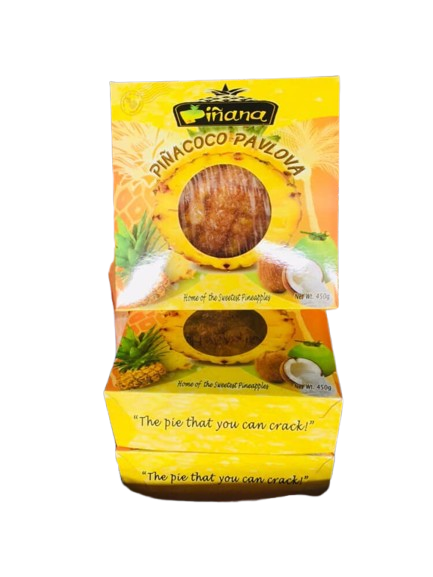 Piñana
PIÑACOCO PAVLOVA
Home of the Sweetest Pineapples
Net Wt. 450g
Home of the Sweetest Pineapples
Net Wt. 450g
"The pie that you can crack!"
"The pie that you can crack!"